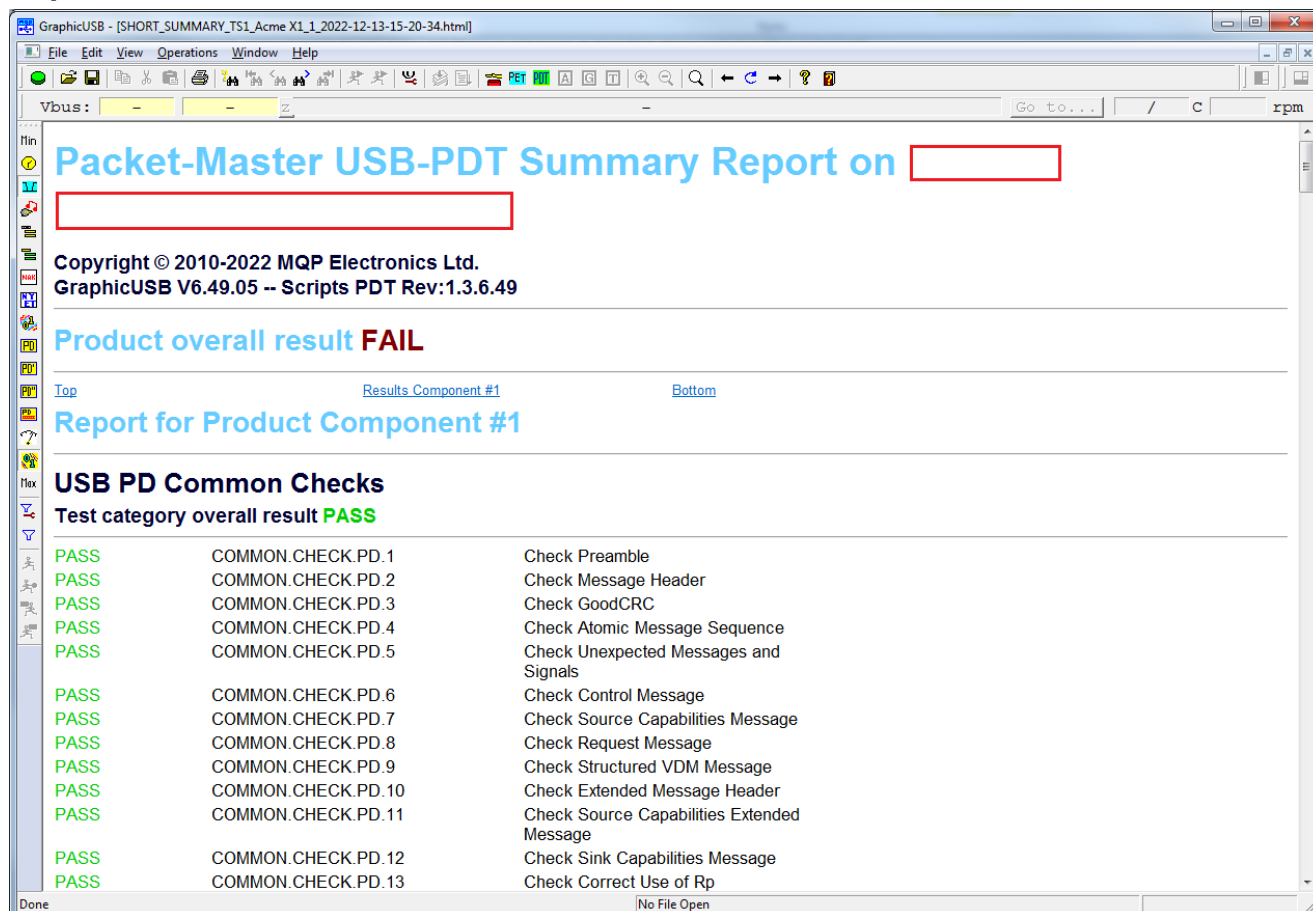 GraphicUSB - [SHORT_SUMMARY_TS1_Acme X1_1_2022-12-13-15-20-34.html]
File Edit View Operations Window Help
PET PDT A G T
Vbus: - - z - Go to... / C rpm
Min
Packet-Master USB-PDT Summary Report on
Copyright © 2010-2022 MQP Electronics Ltd.
NAK
GraphicUSB V6.49.05 -- Scripts PDT Rev:1.3.6.49
NYET
Product overall result FAIL
PD
PD'
PD"
Top Results Component #1 Bottom
PD
Report for Product Component #1
Max
USB PD Common Checks
Test category overall result PASS
PASS COMMON.CHECK.PD.1 Check Preamble
PASS COMMON.CHECK.PD.2 Check Message Header
PASS COMMON.CHECK.PD.3 Check GoodCRC
PASS COMMON.CHECK.PD.4 Check Atomic Message Sequence
PASS COMMON.CHECK.PD.5 Check Unexpected Messages and
Signals
PASS COMMON.CHECK.PD.6 Check Control Message
PASS COMMON.CHECK.PD.7 Check Source Capabilities Message
PASS COMMON.CHECK.PD.8 Check Request Message
PASS COMMON.CHECK.PD.9 Check Structured VDM Message
PASS COMMON.CHECK.PD.10 Check Extended Message Header
PASS COMMON.CHECK.PD.11 Check Source Capabilities Extended
Message
PASS COMMON.CHECK.PD.12 Check Sink Capabilities Message
PASS COMMON.CHECK.PD.13 Check Correct Use of Rp
Done No File Open